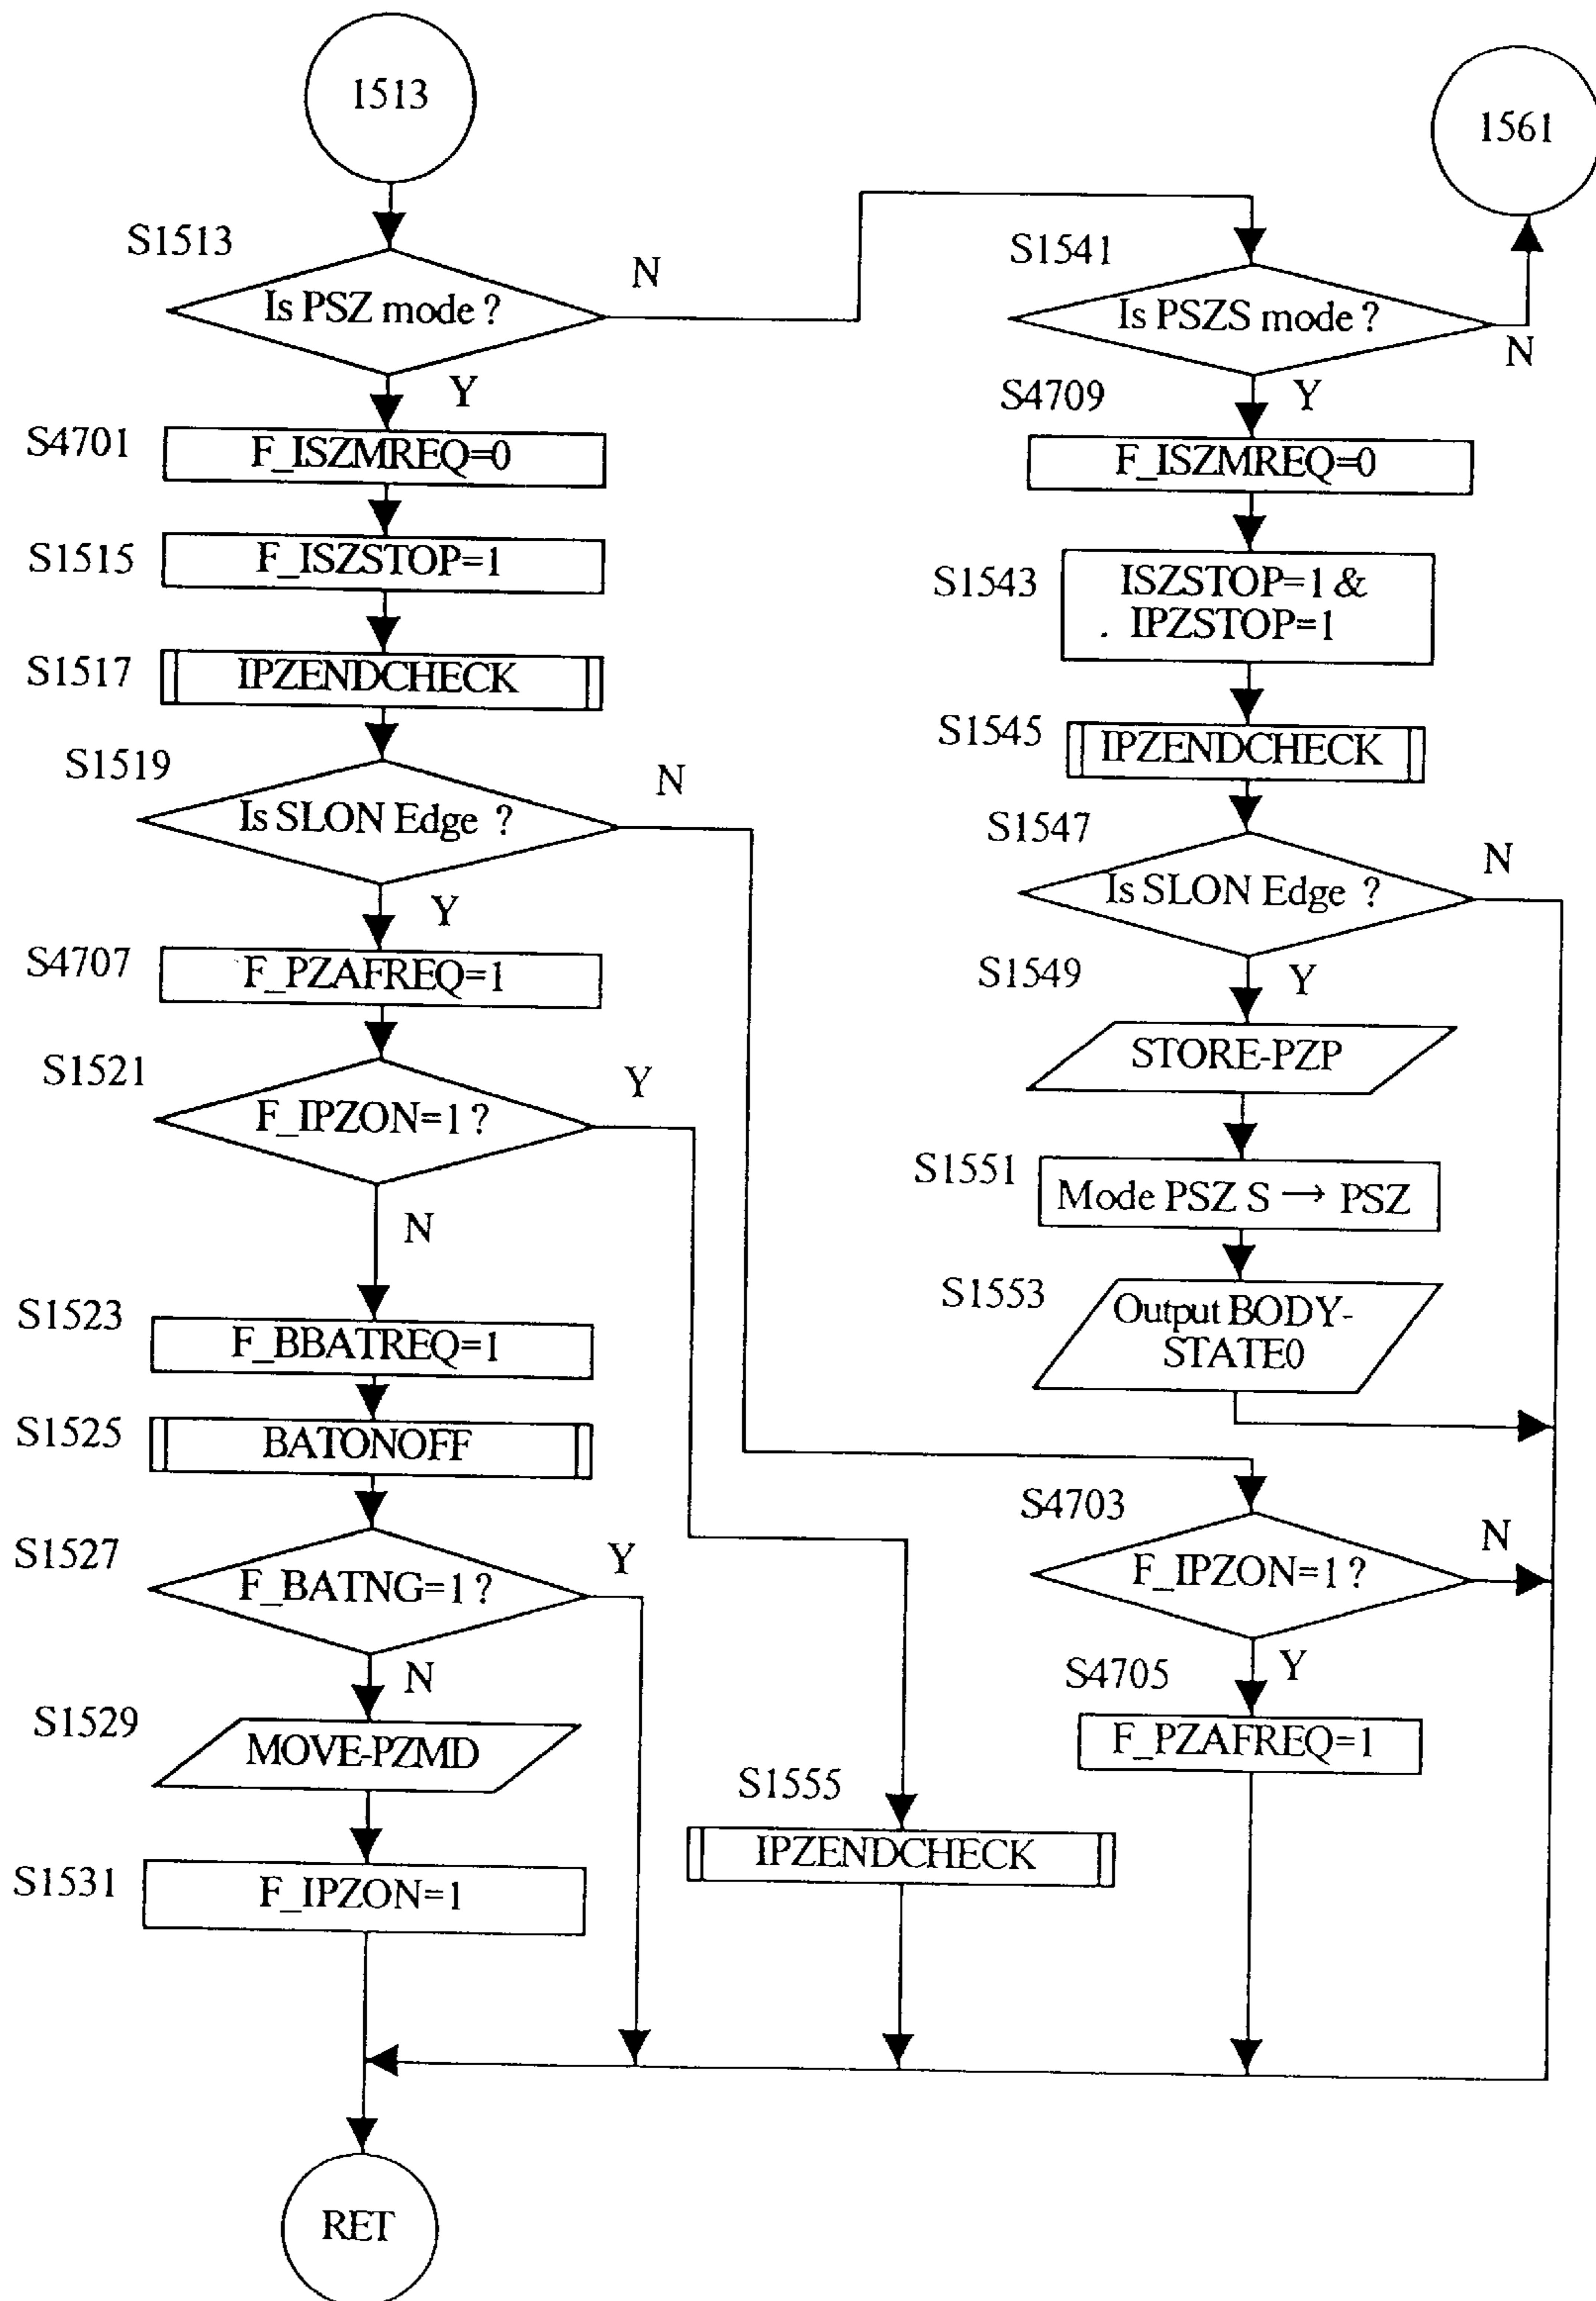 1513
S1513
Is PSZ mode ?
N
Y
S4701
F_ISZMREQ=0
S1515
F_ISZSTOP=1
S1517
IPZENDCHECK
S1519
Is SLON Edge ?
N
Y
S4707
F_PZAFREQ=1
S1521
F_IPZON=1 ?
Y
N
S1523
F_BBATREQ=1
S1525
BATONOFF
S1527
F_BATNG=1 ?
Y
N
S1529
MOVE-PZMD
S1531
F_IPZON=1
RET
1561
S1541
Is PSZS mode ?
N
Y
S4709
F_ISZMREQ=0
S1543
ISZSTOP=1 &
IPZSTOP=1
S1545
IPZENDCHECK
S1547
Is SLON Edge ?
N
Y
S1549
STORE-PZP
S1551
Mode PSZ S → PSZ
S1553
Output BODY-
STATE0
S4703
F_IPZON=1 ?
N
Y
S4705
F_PZAFREQ=1
S1555
IPZENDCHECK